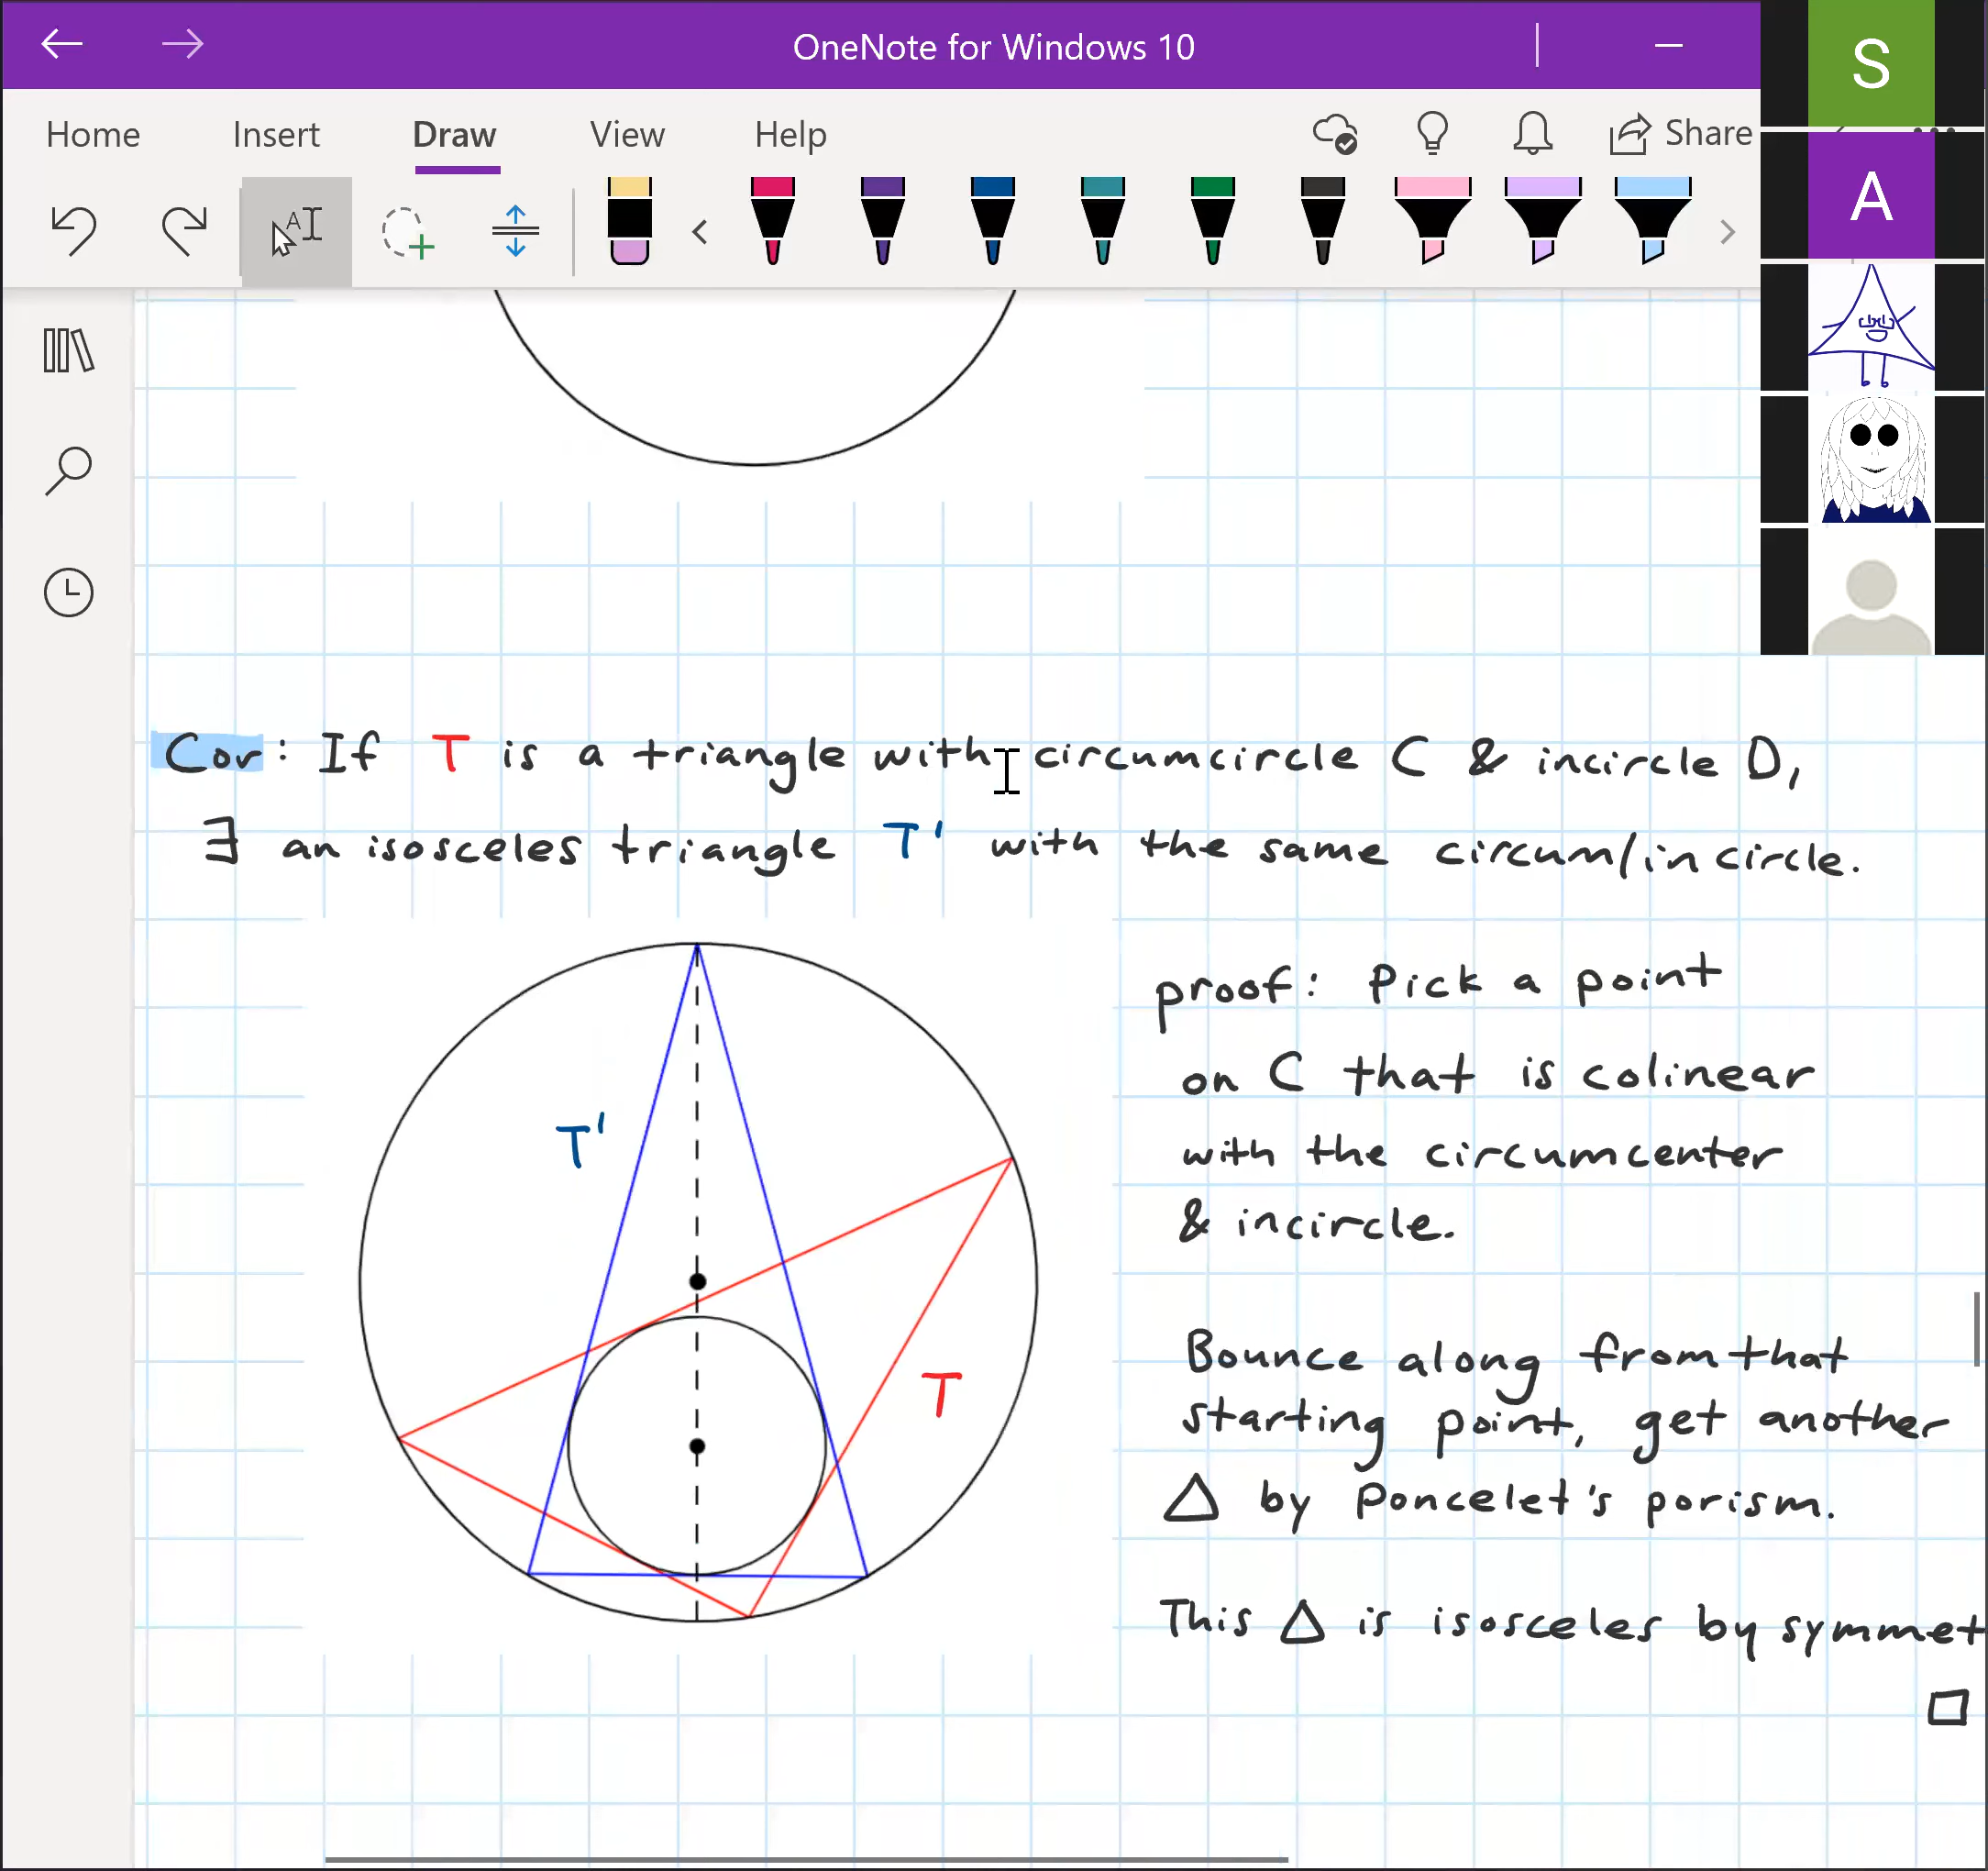 OneNote for Windows 10
S
Home Insert Draw View Help Share
A
Cor: If T is a triangle with circumcircle C & incircle D,
∃ an isosceles triangle T' with the same circum/incircle.
proof: Pick a point
on C that is colinear
T'
with the circumcenter
& incircle.
Bounce along from that
T
starting point, get another
△ by Poncelet's porism.
This △ is isosceles by symmet
□